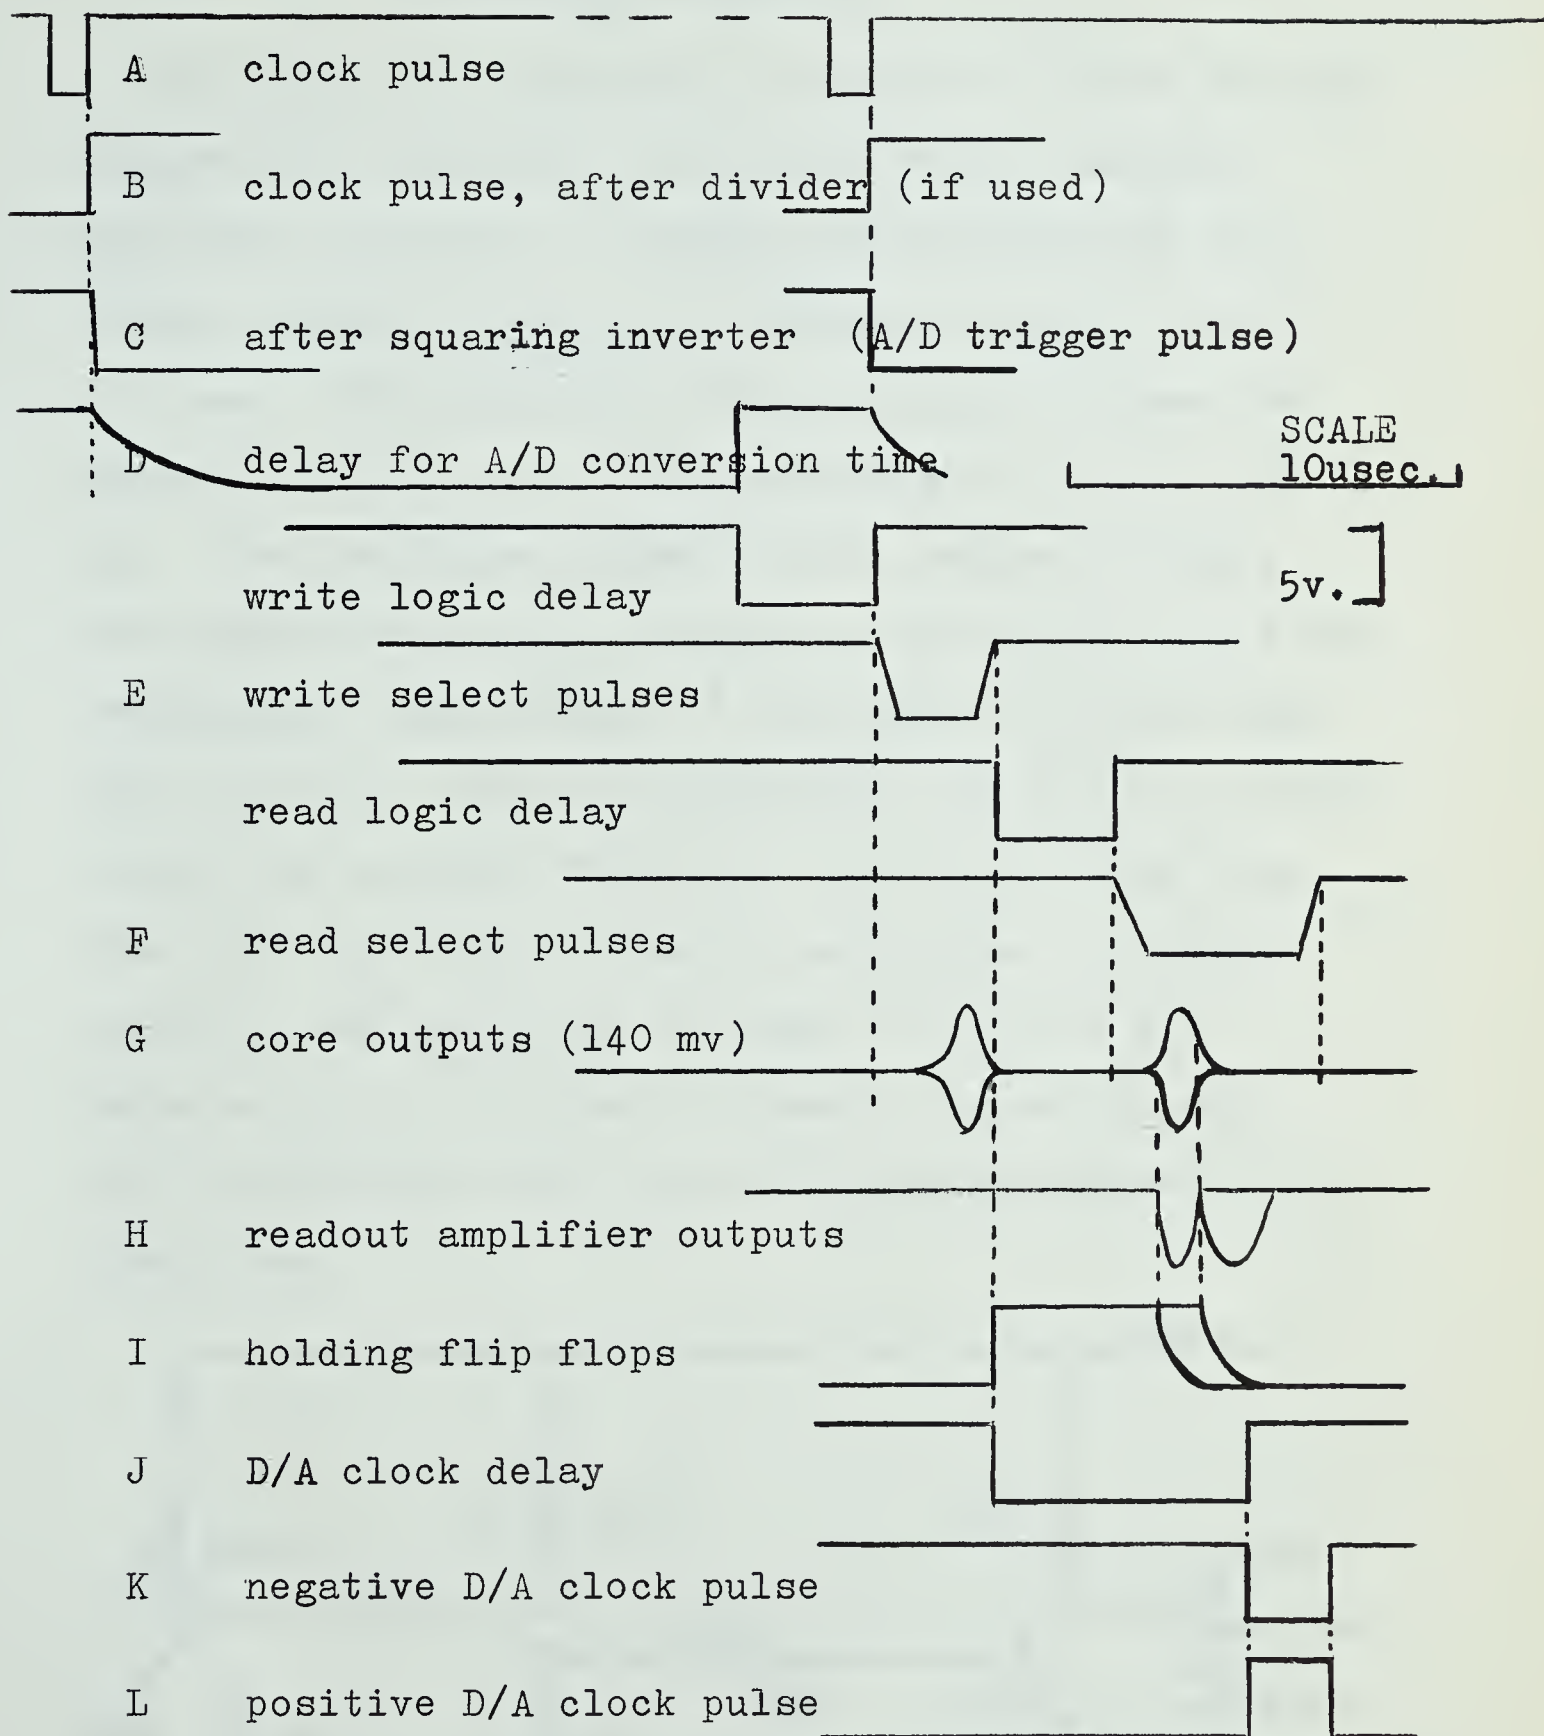 A clock pulse
B clock pulse, after divider (if used)
C after squaring inverter (A/D trigger pulse)
SCALE
D delay for A/D conversion time 10usec.
write logic delay 5v.
E write select pulses
read logic delay
F read select pulses
G core outputs (140 mv)
H readout amplifier outputs
I holding flip flops
J D/A clock delay
K negative D/A clock pulse
L positive D/A clock pulse